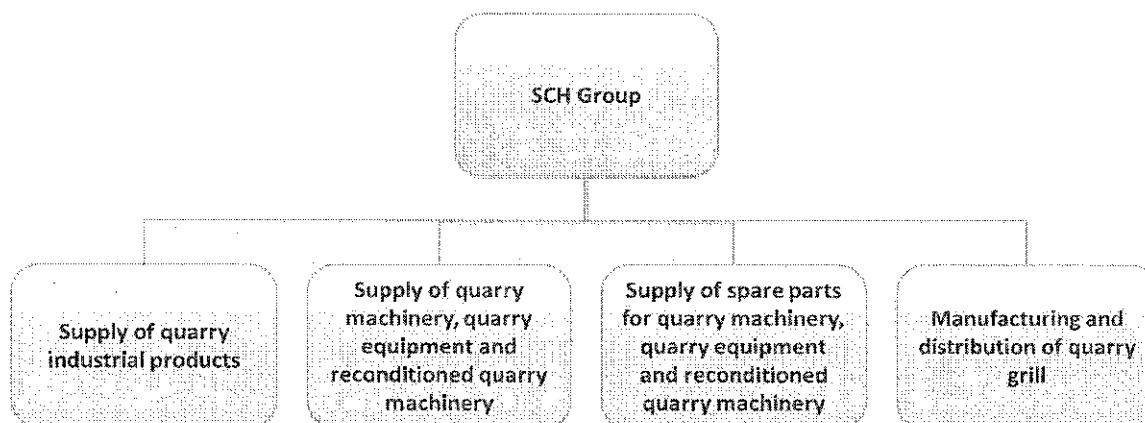 SCH Group
Supply of quarry
industrial products
Supply of quarry
machinery, quarry
equipment and
reconditioned quarry
machinery
Supply of spare parts
for quarry machinery,
quarry equipment
and reconditioned
quarry machinery
Manufacturing and
distribution of quarry
grill